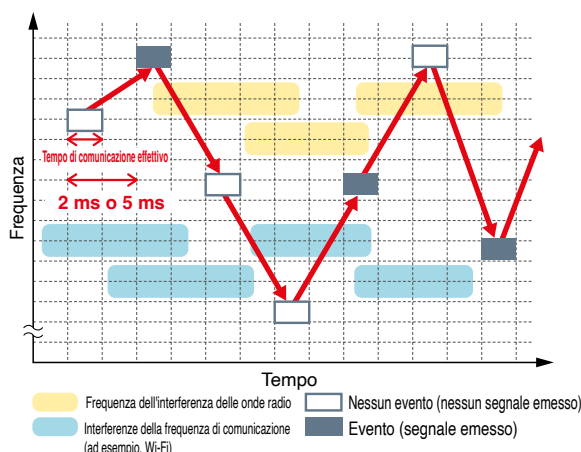 Frequenza
Tempo di comunicazione effettivo
2 ms o 5 ms
Tempo
Frequenza dell'interferenza delle onde radio
Nessun evento (nessun segnale emesso)
Interferenze della frequenza di comunicazione
(ad esempio, Wi-Fi)
Evento (segnale emesso)